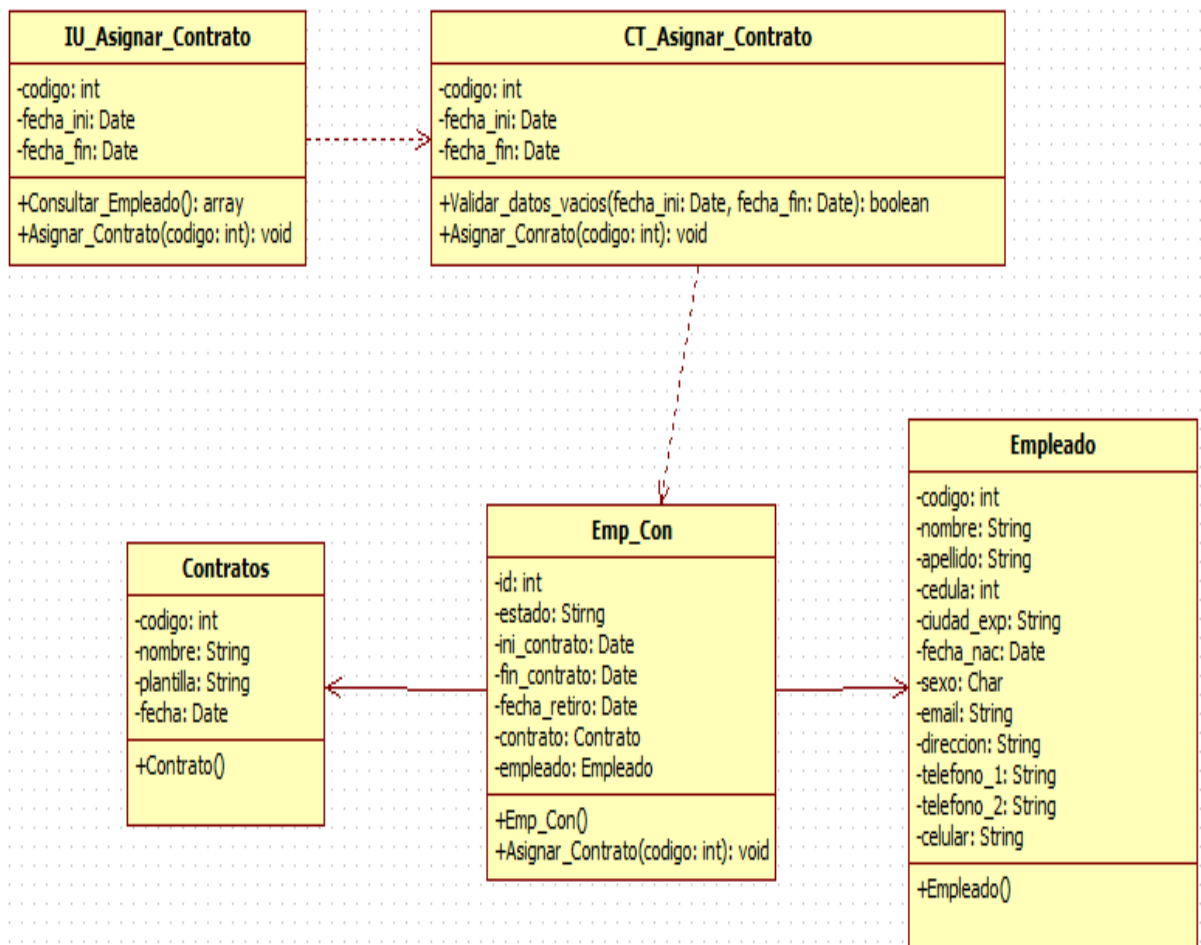 IU_Asignar_Contrato
-codigo: int
-fecha_ini: Date
-fecha_fin: Date
+Consultar_Empleado(): array
+Asignar_Contrato(codigo: int): void
CT_Asignar_Contrato
-codigo: int
-fecha_ini: Date
-fecha_fin: Date
+Validar_datos_vacios(fecha_ini: Date, fecha_fin: Date): boolean
+Asignar_Conrato(codigo: int): void
Contratos
-codigo: int
-nombre: String
-plantilla: String
-fecha: Date
+Contrato()
Emp_Con
-id: int
-estado: Stirng
-ini_contrato: Date
-fin_contrato: Date
-fecha_retiro: Date
-contrato: Contrato
-empleado: Empleado
+Emp_Con()
+Asignar_Contrato(codigo: int): void
Empleado
-codigo: int
-nombre: String
-apellido: String
-cedula: int
-ciudad_exp: String
-fecha_nac: Date
-sexo: Char
-email: String
-direccion: String
-telefono_1: String
-telefono_2: String
-celular: String
+Empleado()